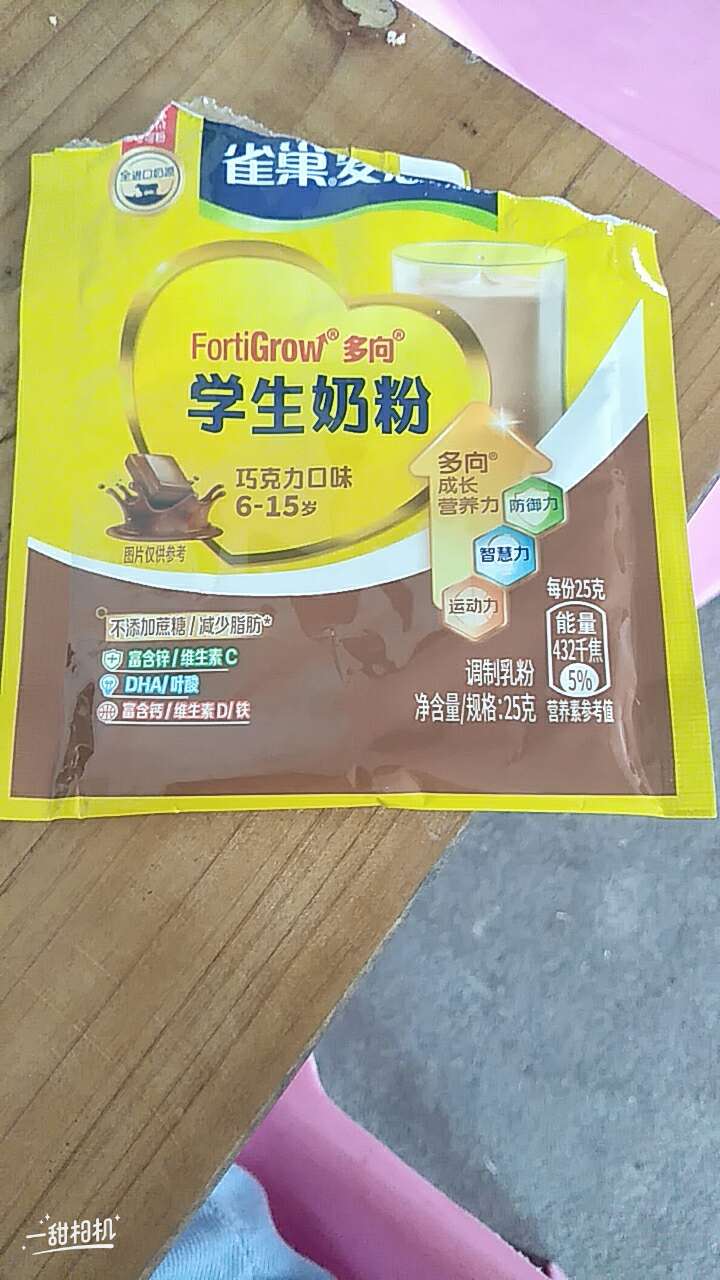 全进口奶源
雀巢®
FortiGrow® 多向®
学生奶粉
巧克力口味
6-15岁
图片仅供参考
多向®
成长
营养力
防御力
智慧力
运动力
不添加蔗糖/减少脂肪*
富含锌/维生素C
DHA/叶酸
富含钙/维生素D/铁
调制乳粉
净含量/规格:25克
每份25克
能量
432千焦
5%
营养素参考值
一甜相机